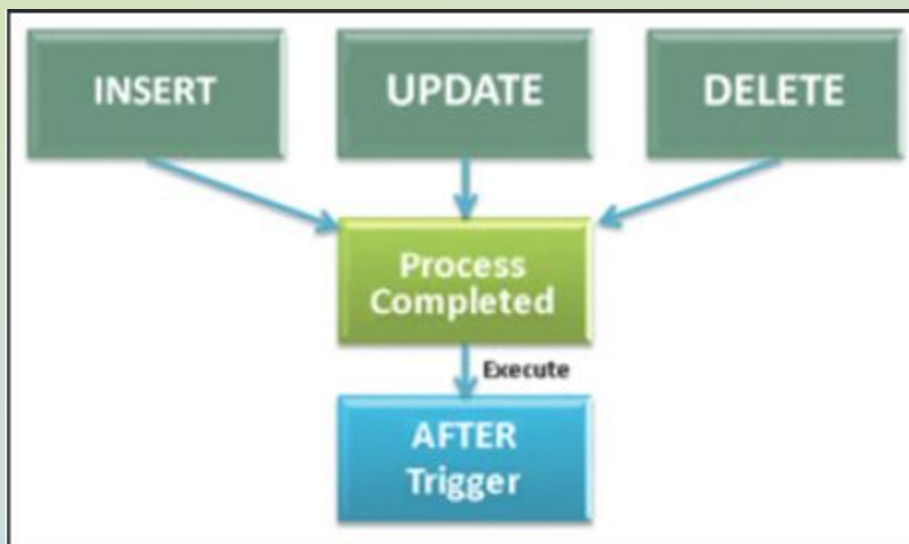 INSERT
UPDATE
DELETE
Process
Completed
Execute
AFTER
Trigger